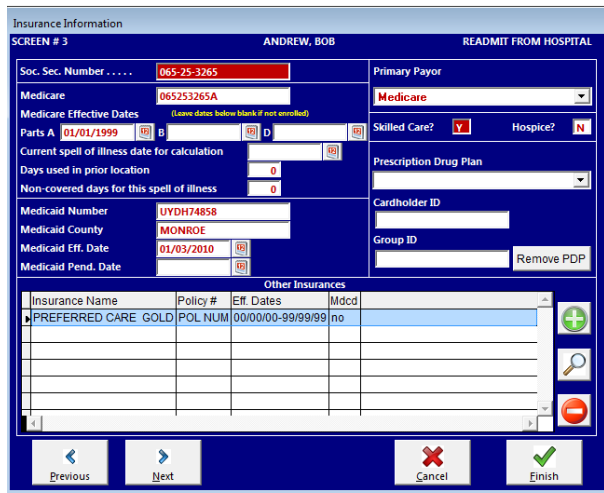 Insurance Information
SCREEN # 3 ANDREW, BOB READMIT FROM HOSPITAL
Soc. Sec. Number . . . . . 065-25-3265
Medicare 065253265A
Medicare Effective Dates (Leave dates below blank if not enrolled)
Parts A 01/01/1999 B D
Current spell of illness date for calculation
Days used in prior location 0
Non-covered days for this spell of illness 0
Medicaid Number UYDH74858
Medicaid County MONROE
Medicaid Eff. Date 01/03/2010
Medicaid Pend. Date
Primary Payor
Medicare
Skilled Care? Y Hospice? N
Prescription Drug Plan
Cardholder ID
Group ID
Remove PDP
Other Insurances
Insurance Name Policy # Eff. Dates Mdcd
PREFERRED CARE GOLD POL NUM 00/00/00-99/99/99 no
Previous Next Cancel Finish